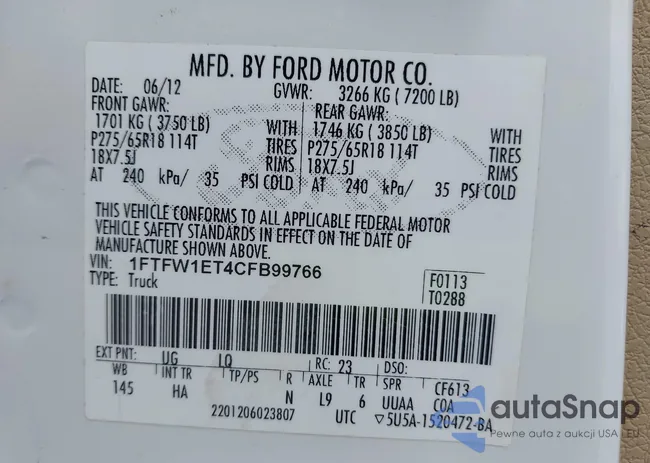 MFD. BY FORD MOTOR CO.
DATE: 06/12 GVWR: 3266 KG ( 7200 LB)
FRONT GAWR: REAR GAWR:
1701 KG ( 3750 LB) WITH 1746 KG ( 3850 LB) WITH
P275/65R18 114T TIRES P275/65R18 114T TIRES
18X7.5J RIMS 18X7.5J RIMS
AT 240 kPa/ 35 PSI COLD AT 240 kPa/ 35 PSI COLD
THIS VEHICLE CONFORMS TO ALL APPLICABLE FEDERAL MOTOR
VEHICLE SAFETY STANDARDS IN EFFECT ON THE DATE OF
MANUFACTURE SHOWN ABOVE.
VIN: 1FTFW1ET4CFB99766 F0113
TYPE: Truck T0288
EXT PNT: UG LQ RC: 23 DSO:
WB INT TR TP/PS R AXLE TR SPR CF613
145 HA N L9 6 UUAA COA
2201206023807 UTC ▽5U5A-1520472-BA
autaSnap
Pewne auta z aukcji USA i EU